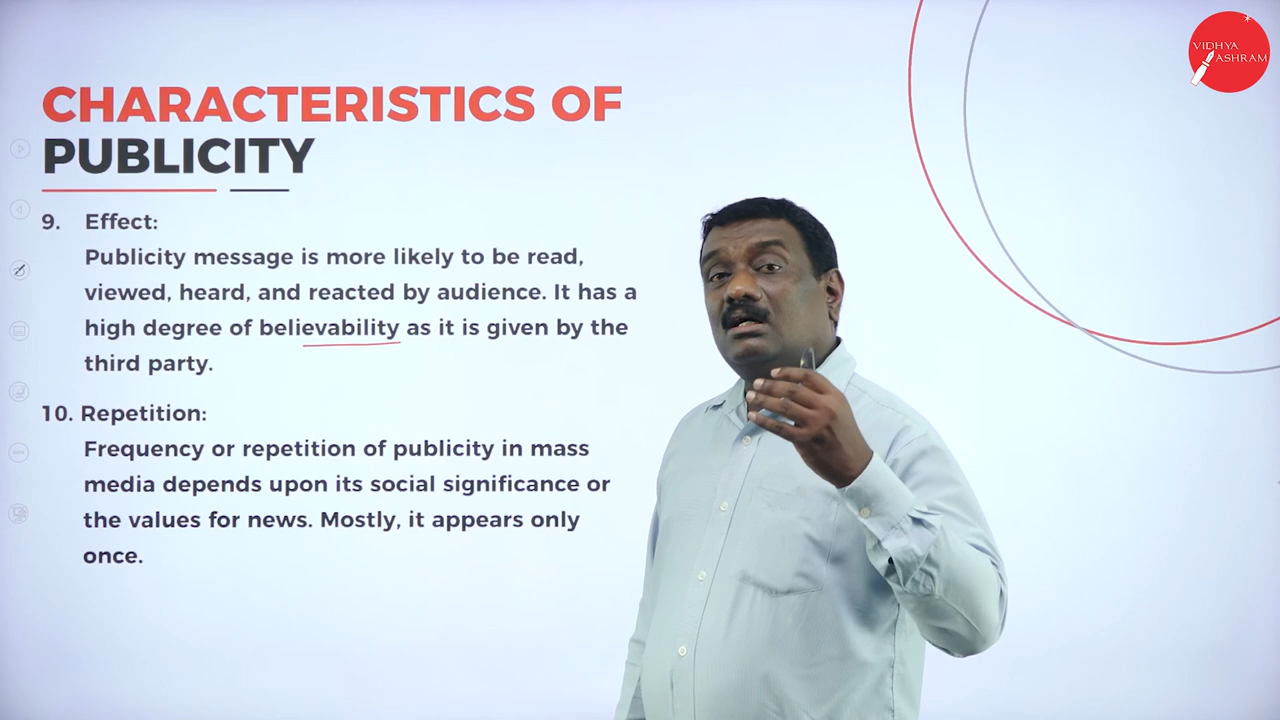 VIDHYA
ASHRAM
CHARACTERISTICS OF
PUBLICITY
9. Effect:
Publicity message is more likely to be read,
viewed, heard, and reacted by audience. It has a
high degree of believability as it is given by the
third party.
10. Repetition:
Frequency or repetition of publicity in mass
media depends upon its social significance or
the values for news. Mostly, it appears only
once.